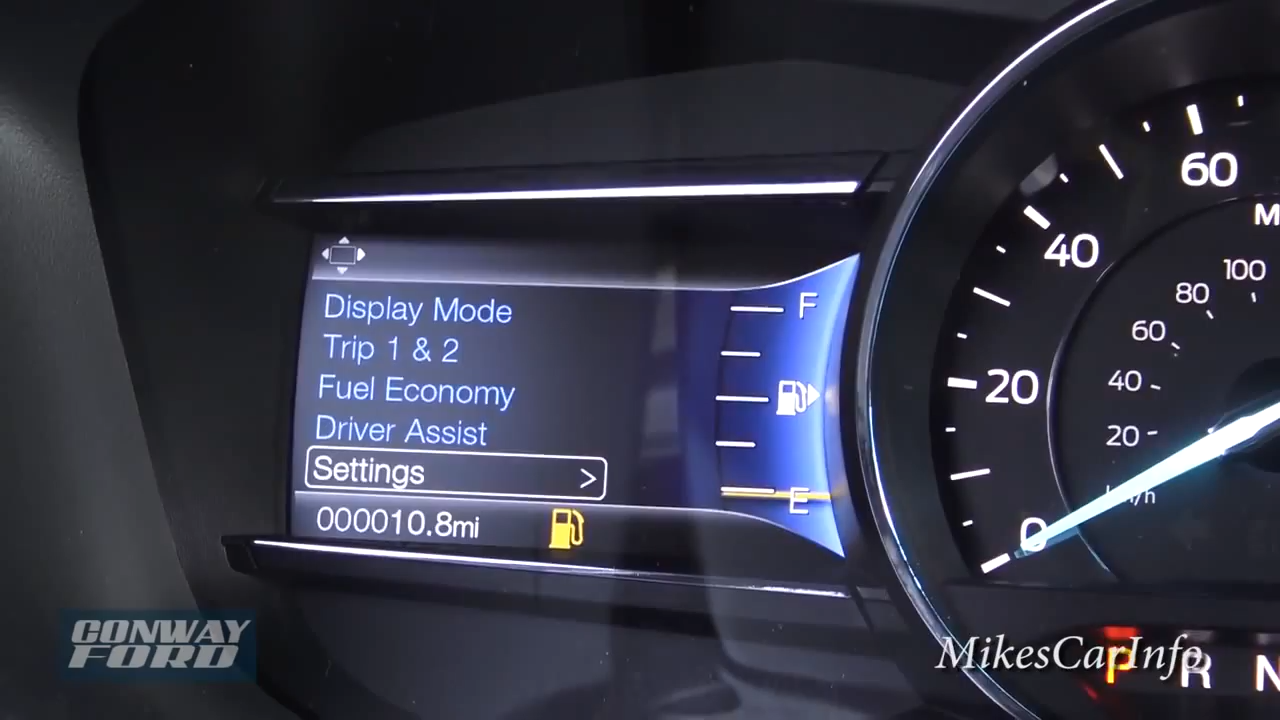 Display Mode
Trip 1 & 2
Fuel Economy
Driver Assist
Settings >
000010.8mi
F
E
60
40
20
0
M
100
80
60
40
20
km/h
P R N
CONWAY
FORD
MikesCarInfo